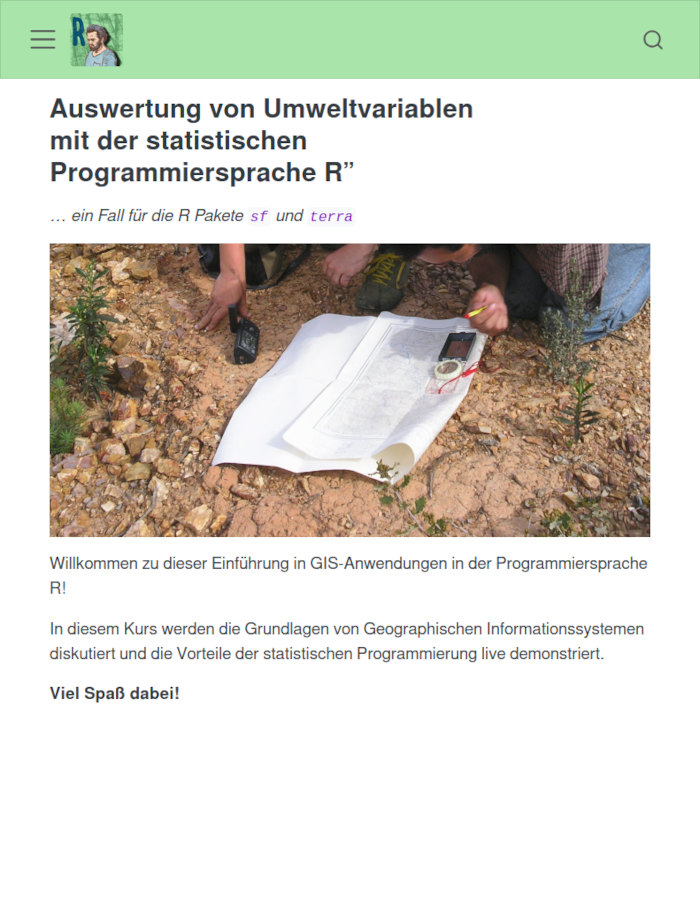 R
Auswertung von Umweltvariablen
mit der statistischen
Programmiersprache R”
… ein Fall für die R Pakete sf und terra
Willkommen zu dieser Einführung in GIS-Anwendungen in der Programmiersprache
R!
In diesem Kurs werden die Grundlagen von Geographischen Informationssystemen
diskutiert und die Vorteile der statistischen Programmierung live demonstriert.
Viel Spaß dabei!